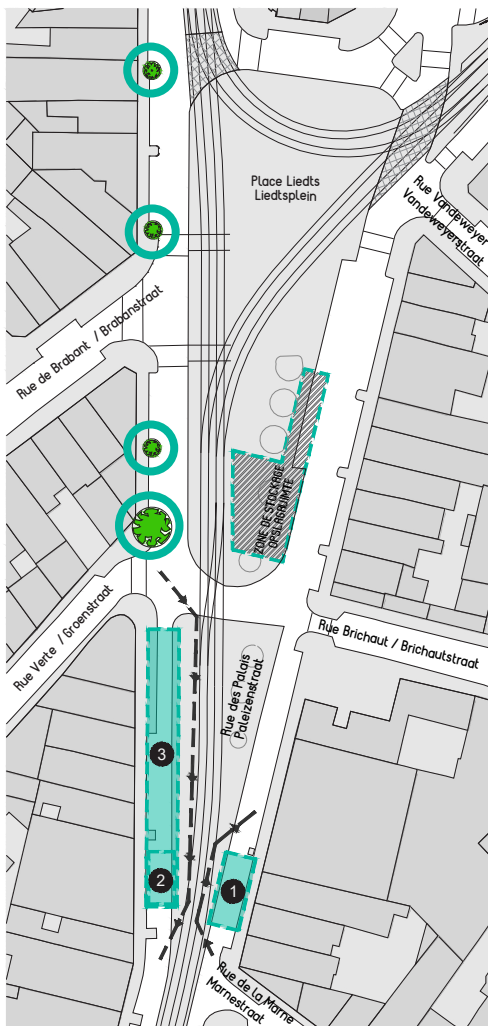 Place Liedts
Liedtsplein
Rue Vandeweyer
Vandeweyerstraat
Rue de Brabant / Brabanstraat
ZONE DE STOCKAGE
OPSLAGRUIMTE
Rue Verte / Groenstraat
Rue Brichaut / Brichautstraat
Rue des Palais
Paleizenstraat
3
2
1
Rue de La Marne
Marnestraat